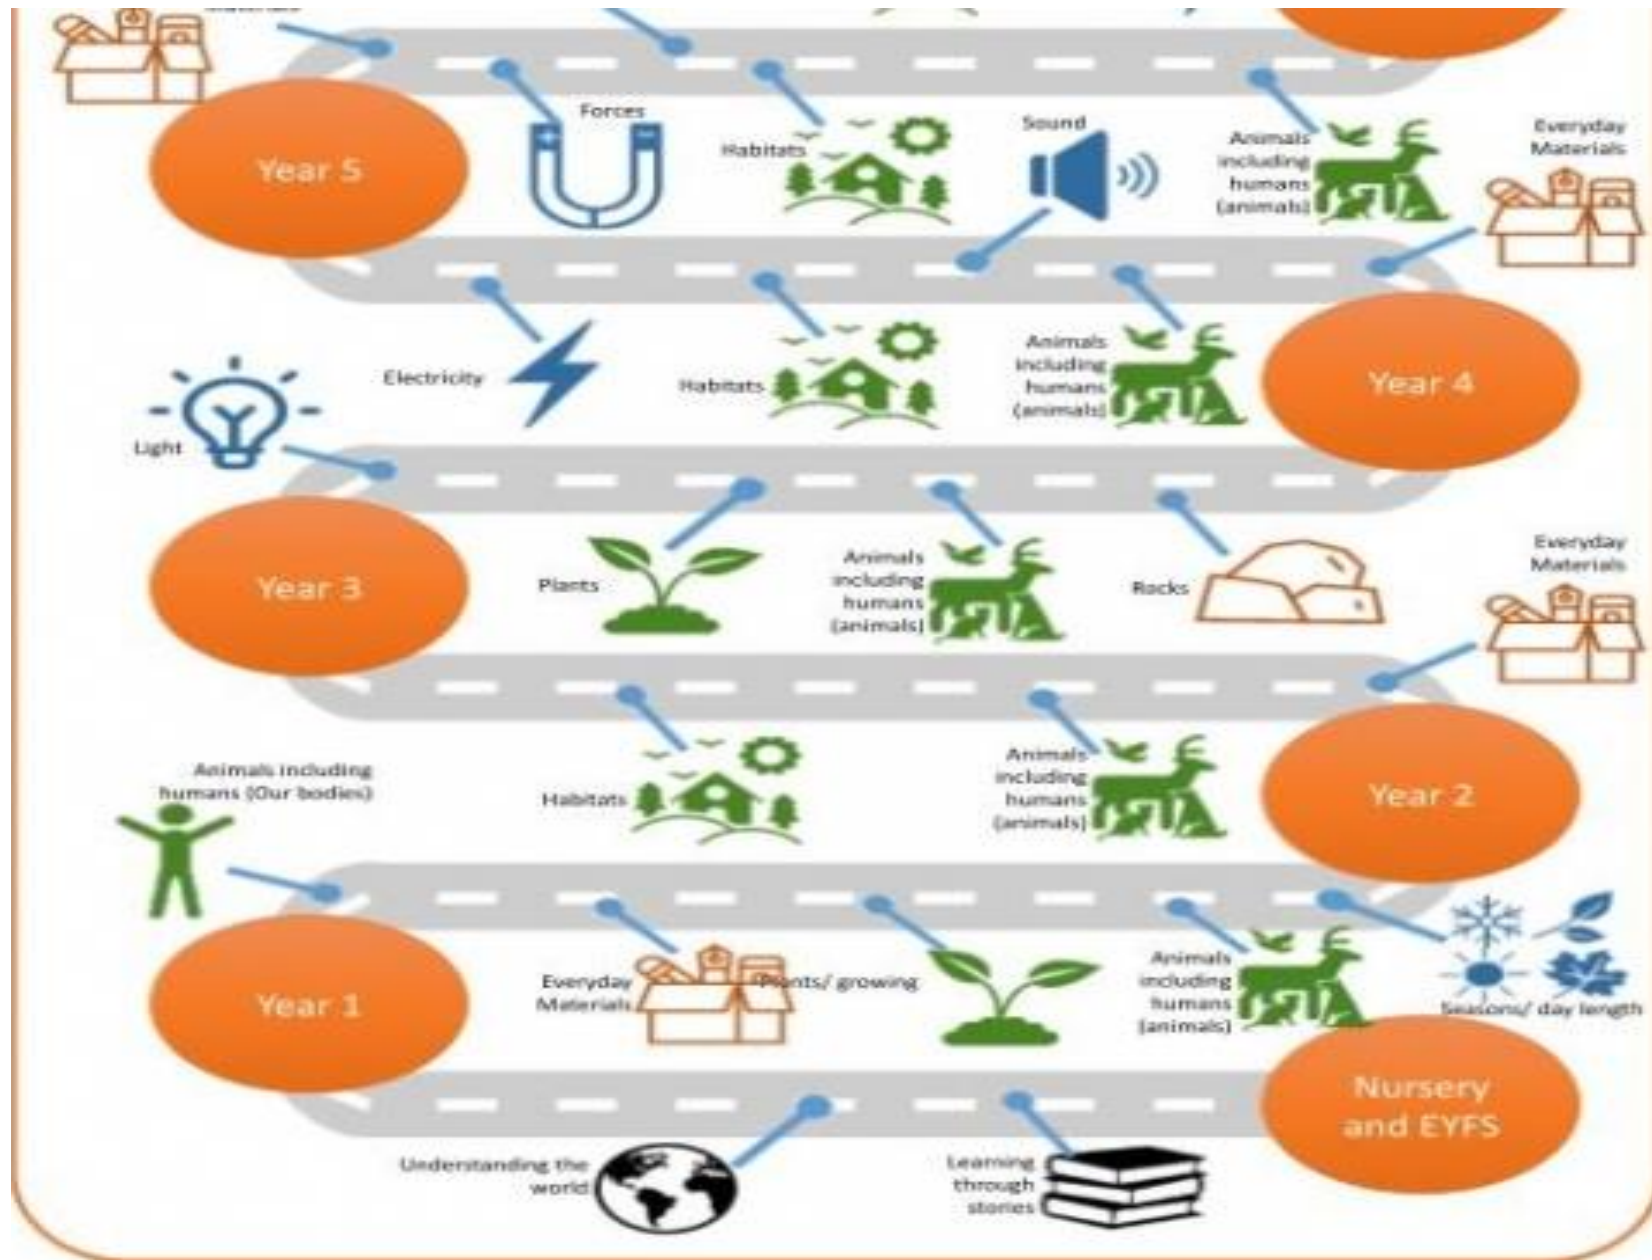 Materials
Forces
Sound
Everyday
Materials
Year 5
Habitats
Animals
including
humans
(animals)
Electricity
Habitats
Animals
including
humans
(animals)
Year 4
Light
Year 3
Plants
Animals
including
humans
(animals)
Rocks
Everyday
Materials
Animals including
humans (Our bodies)
Habitats
Animals
including
humans
(animals)
Year 2
Year 1
Everyday
Materials
Plants/ growing
Animals
including
humans
(animals)
Seasons/ day length
Nursery
and EYFS
Understanding the
world
Learning
through
stories